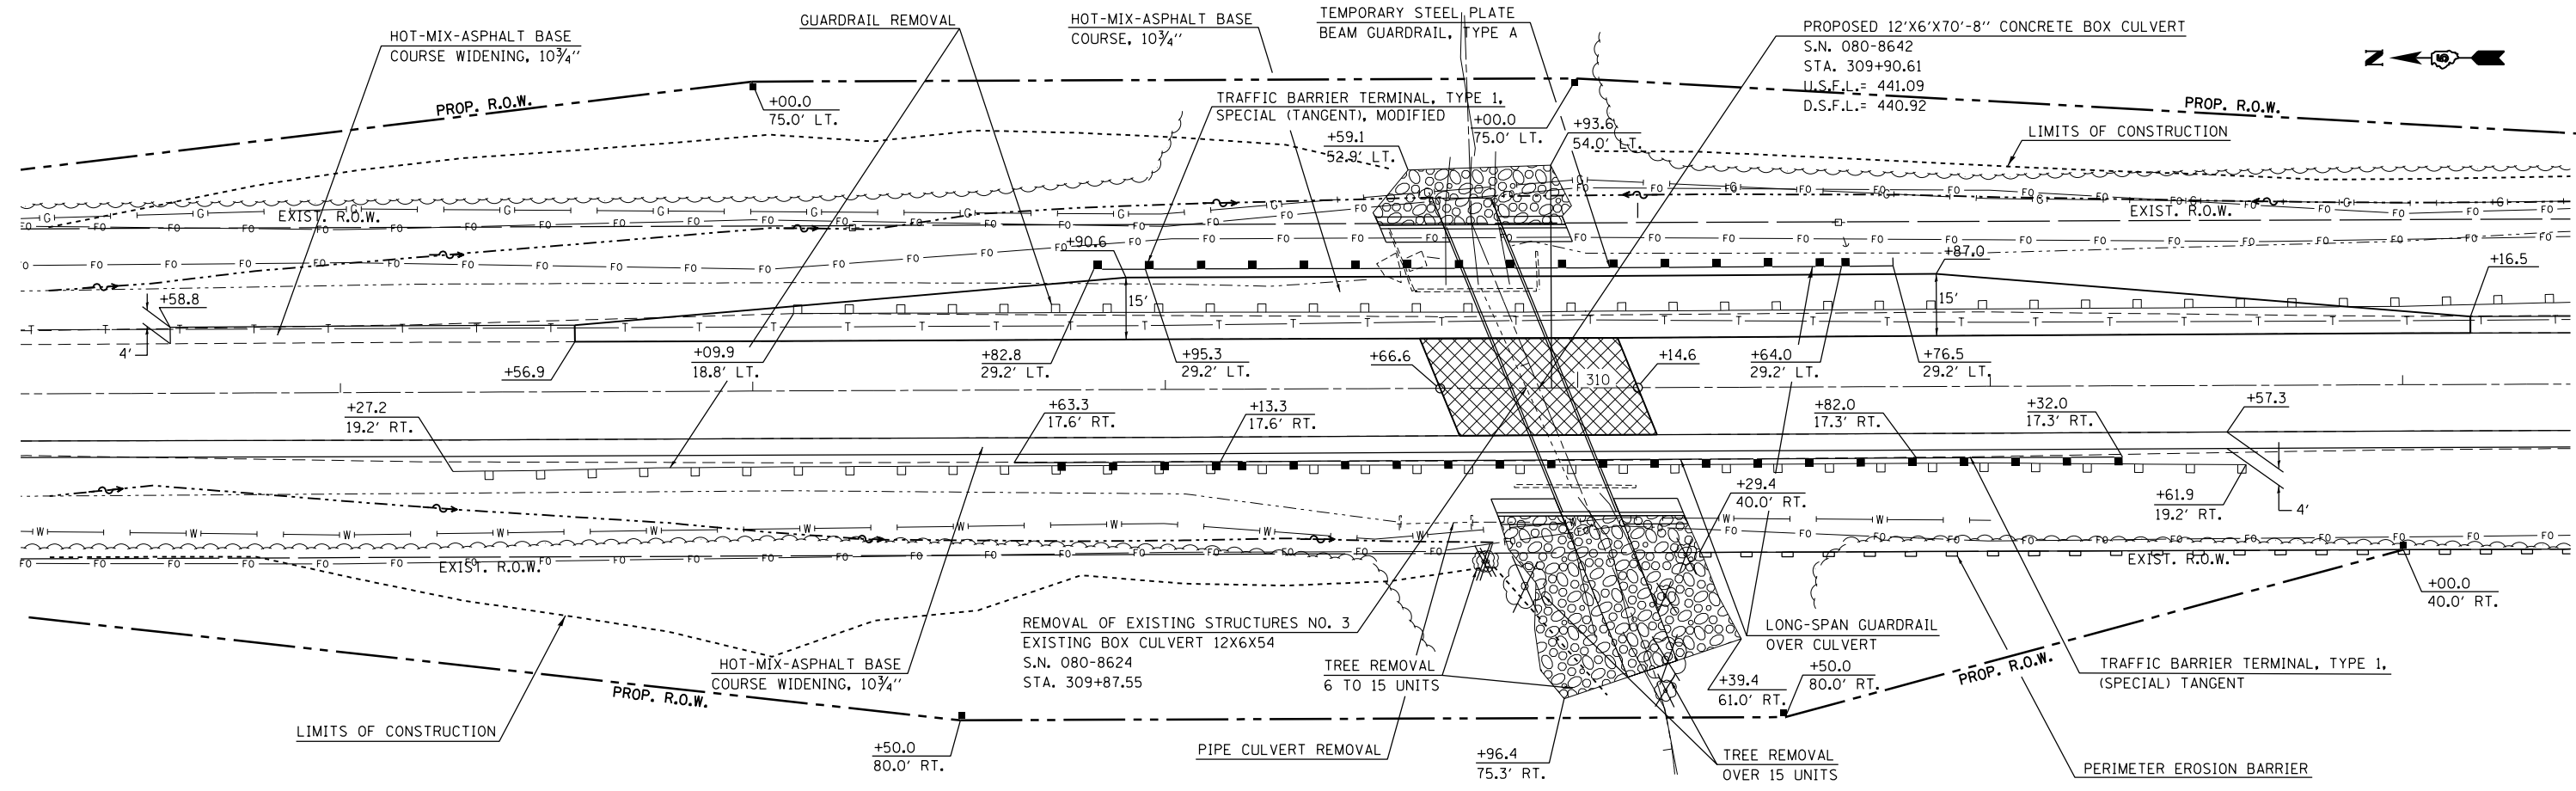 HOT-MIX-ASPHALT BASE
COURSE WIDENING, 10¾"
GUARDRAIL REMOVAL
HOT-MIX-ASPHALT BASE
COURSE, 10¾"
TEMPORARY STEEL PLATE
BEAM GUARDRAIL, TYPE A
PROPOSED 12'X6'X70'-8" CONCRETE BOX CULVERT
S.N. 080-8642
STA. 309+90.61
U.S.F.L.= 441.09
D.S.F.L.= 440.92
N
PROP. R.O.W.
+00.0
75.0' LT.
TRAFFIC BARRIER TERMINAL, TYPE 1,
SPECIAL (TANGENT), MODIFIED
+59.1
52.9' LT.
+00.0
75.0' LT.
+93.6
54.0' LT.
PROP. R.O.W.
LIMITS OF CONSTRUCTION
EXIST. R.O.W.
EXIST. R.O.W.
+90.6
+87.0
+16.5
+58.8
15'
15'
4'
+56.9
+09.9
18.8' LT.
+82.8
29.2' LT.
+95.3
29.2' LT.
+66.6
+14.6
+64.0
29.2' LT.
+76.5
29.2' LT.
310
+27.2
19.2' RT.
+63.3
17.6' RT.
+13.3
17.6' RT.
+82.0
17.3' RT.
+32.0
17.3' RT.
+57.3
+29.4
40.0' RT.
+61.9
19.2' RT.
4'
EXIST. R.O.W.
EXIST. R.O.W.
+00.0
40.0' RT.
REMOVAL OF EXISTING STRUCTURES NO. 3
EXISTING BOX CULVERT 12X6X54
S.N. 080-8624
STA. 309+87.55
LONG-SPAN GUARDRAIL
OVER CULVERT
HOT-MIX-ASPHALT BASE
COURSE WIDENING, 10¾"
TREE REMOVAL
6 TO 15 UNITS
+39.4
61.0' RT.
+50.0
80.0' RT.
PROP. R.O.W.
TRAFFIC BARRIER TERMINAL, TYPE 1,
(SPECIAL) TANGENT
PROP. R.O.W.
LIMITS OF CONSTRUCTION
+50.0
80.0' RT.
PIPE CULVERT REMOVAL
+96.4
75.3' RT.
TREE REMOVAL
OVER 15 UNITS
PERIMETER EROSION BARRIER